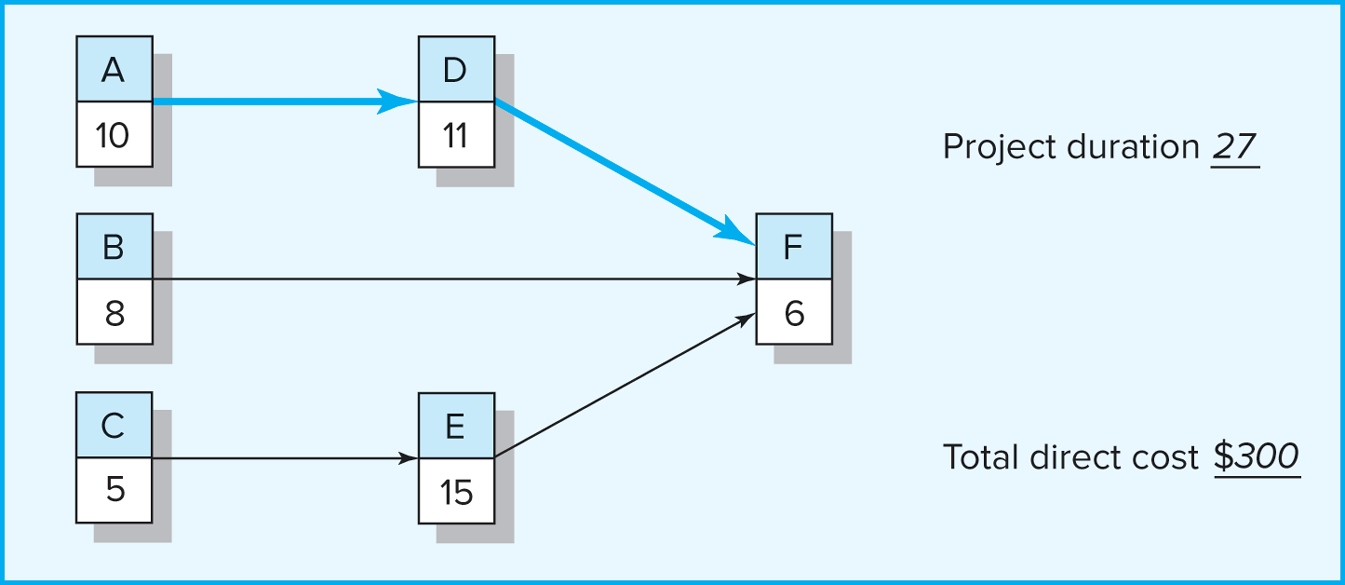 A
10
D
11
Project duration 27
B
8
F
6
C
5
E
15
Total direct cost $300